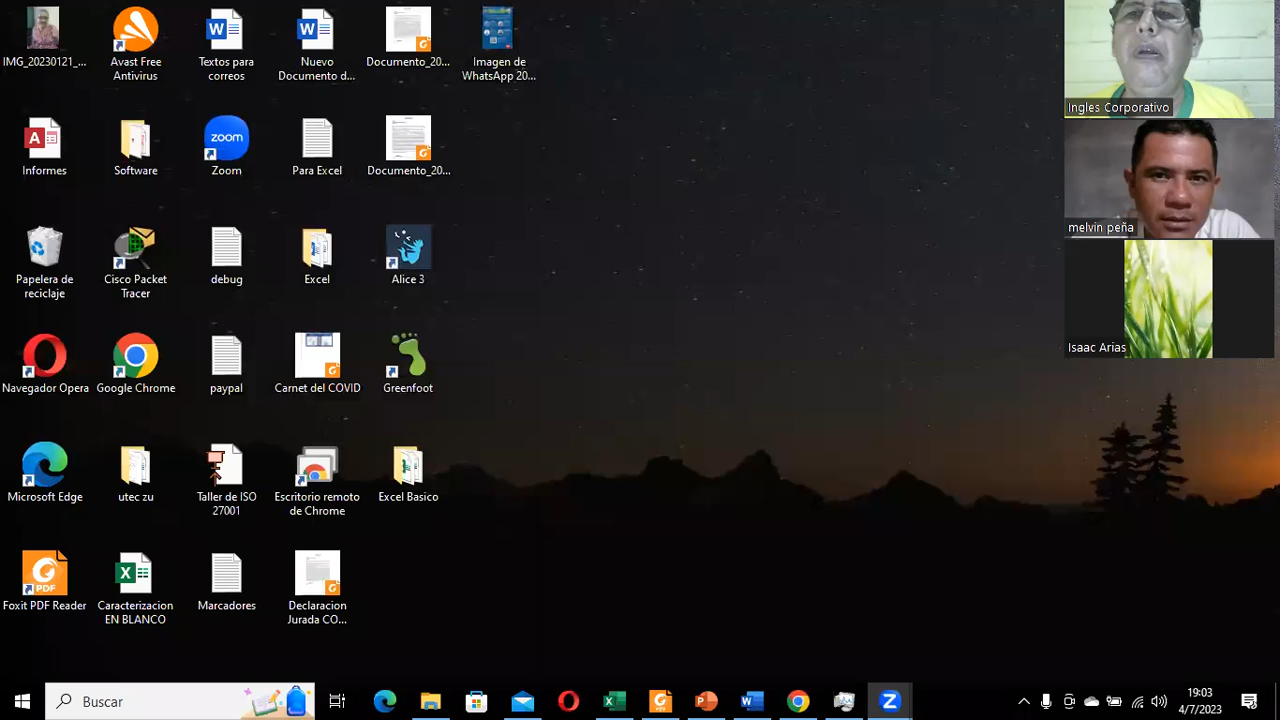 IMG_20230121_...
Avast Free
Antivirus
Textos para
correos
Nuevo
Documento d...
Documento_20...
Imagen de
WhatsApp 20...
Informes
Software
zoom
Zoom
Para Excel
Documento_20...
Papelera de
reciclaje
Cisco Packet
Tracer
debug
Excel
Alice 3
Navegador Opera
Google Chrome
paypal
Carnet del COVID
Greenfoot
Microsoft Edge
utec zu
Taller de ISO
27001
Escritorio remoto
de Chrome
Excel Basico
PDF
Foxit PDF Reader
Caracterizacion
EN BLANCO
Marcadores
Declaracion
Jurada CO...
Ingles Corporativo
melvin peña
Isaac Arias
Buscar
19:03
4/7/2023